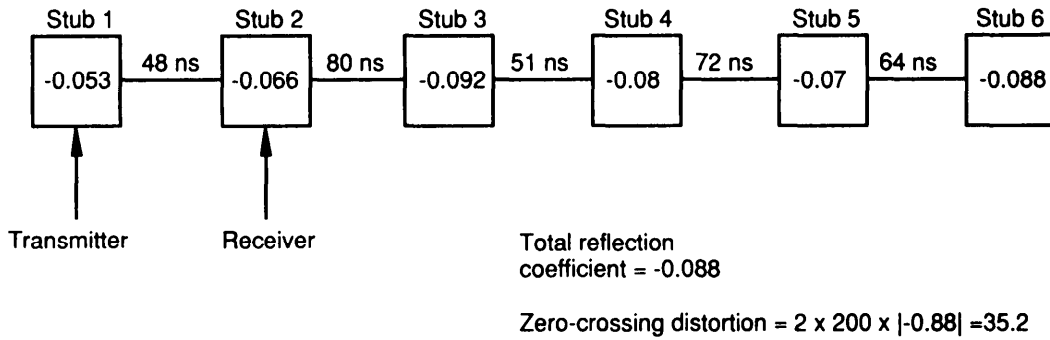 Stub 1 Stub 2 Stub 3 Stub 4 Stub 5 Stub 6
-0.053 48 ns -0.066 80 ns -0.092 51 ns -0.08 72 ns -0.07 64 ns -0.088
Transmitter Receiver
Total reflection
coefficient = -0.088
Zero-crossing distortion = 2 x 200 x |-0.88| =35.2